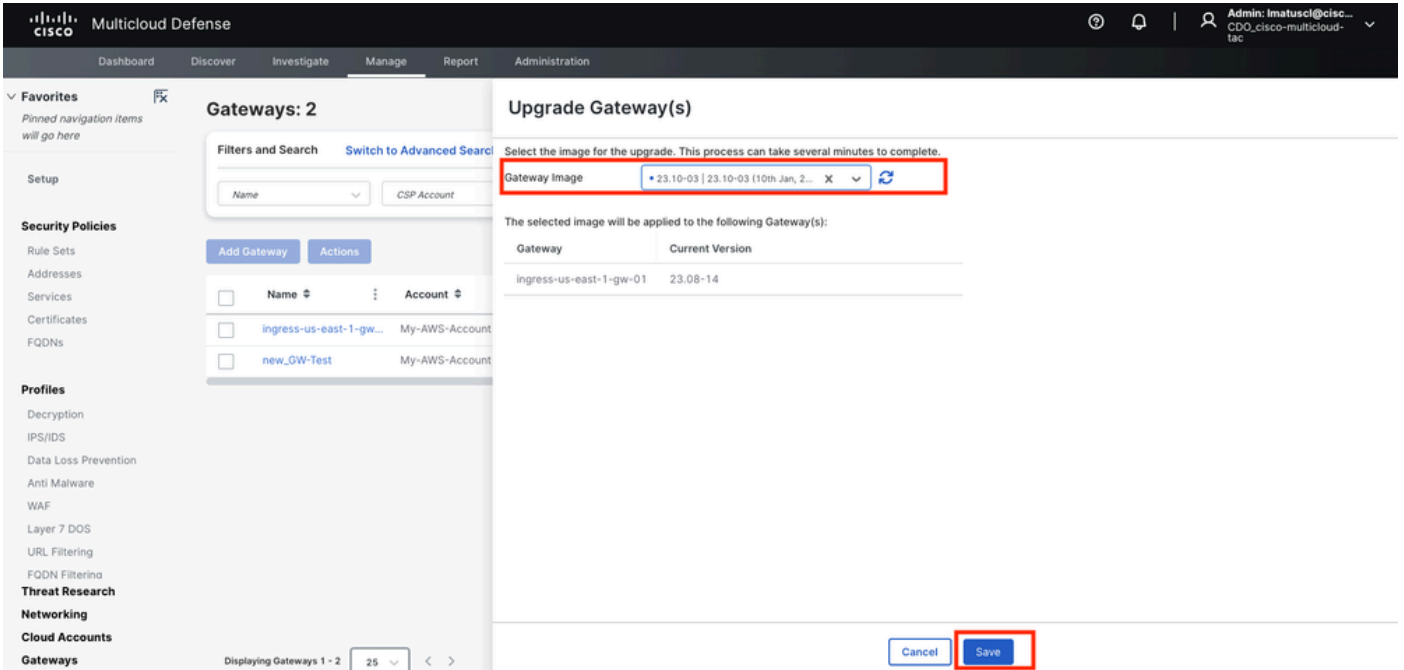 cisco
Multicloud Defense
Admin: lmatuscl@cisc...
CDO_cisco-multicloud-
tac
Dashboard Discover Investigate Manage Report Administration
Favorites
Pinned navigation items
will go here
Setup
Security Policies
Rule Sets
Addresses
Services
Certificates
FQDNs
Profiles
Decryption
IPS/IDS
Data Loss Prevention
Anti Malware
WAF
Layer 7 DOS
URL Filtering
FQDN Filtering
Threat Research
Networking
Cloud Accounts
Gateways
Gateways: 2
Filters and Search Switch to Advanced Searc
Name CSP Account
Add Gateway Actions
Name Account
ingress-us-east-1-gw... My-AWS-Account
new_GW-Test My-AWS-Account
Displaying Gateways 1 - 2 25
Upgrade Gateway(s)
Select the image for the upgrade. This process can take several minutes to complete.
Gateway Image • 23.10-03 | 23.10-03 (10th Jan, 2...
The selected image will be applied to the following Gateway(s):
Gateway Current Version
ingress-us-east-1-gw-01 23.08-14
Cancel Save